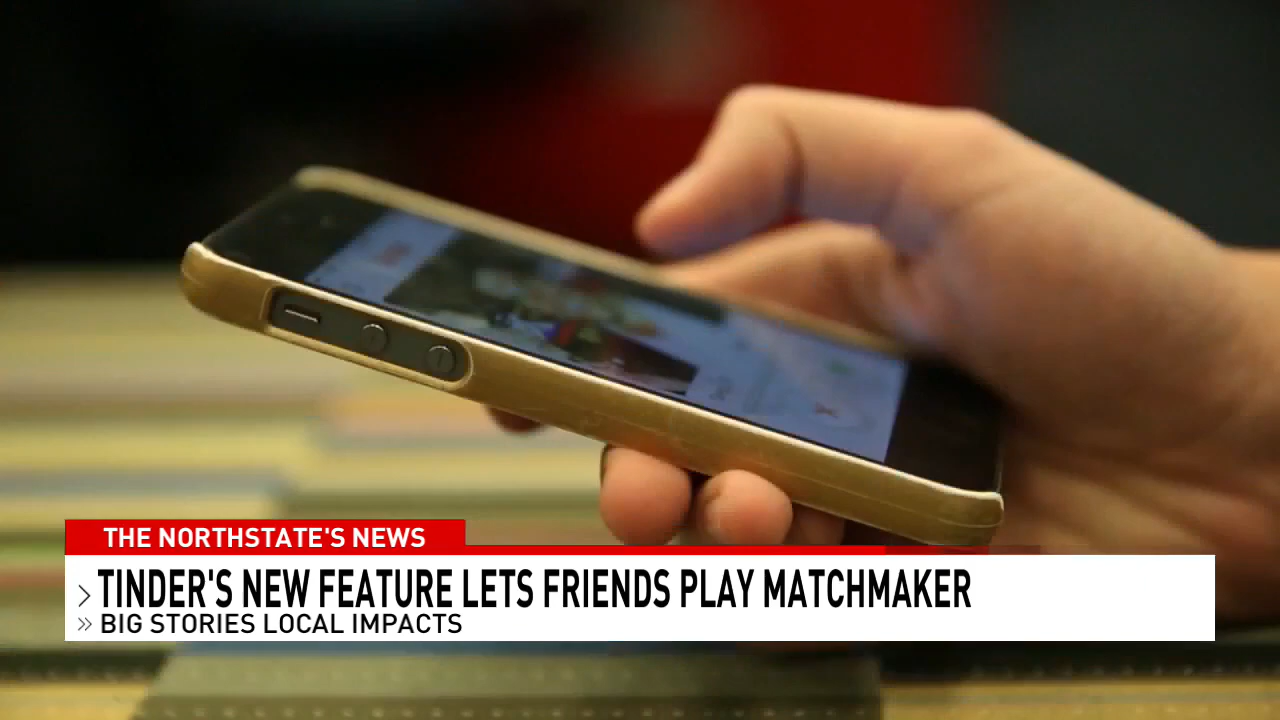 THE NORTHSTATE'S NEWS
TINDER'S NEW FEATURE LETS FRIENDS PLAY MATCHMAKER
BIG STORIES LOCAL IMPACTS